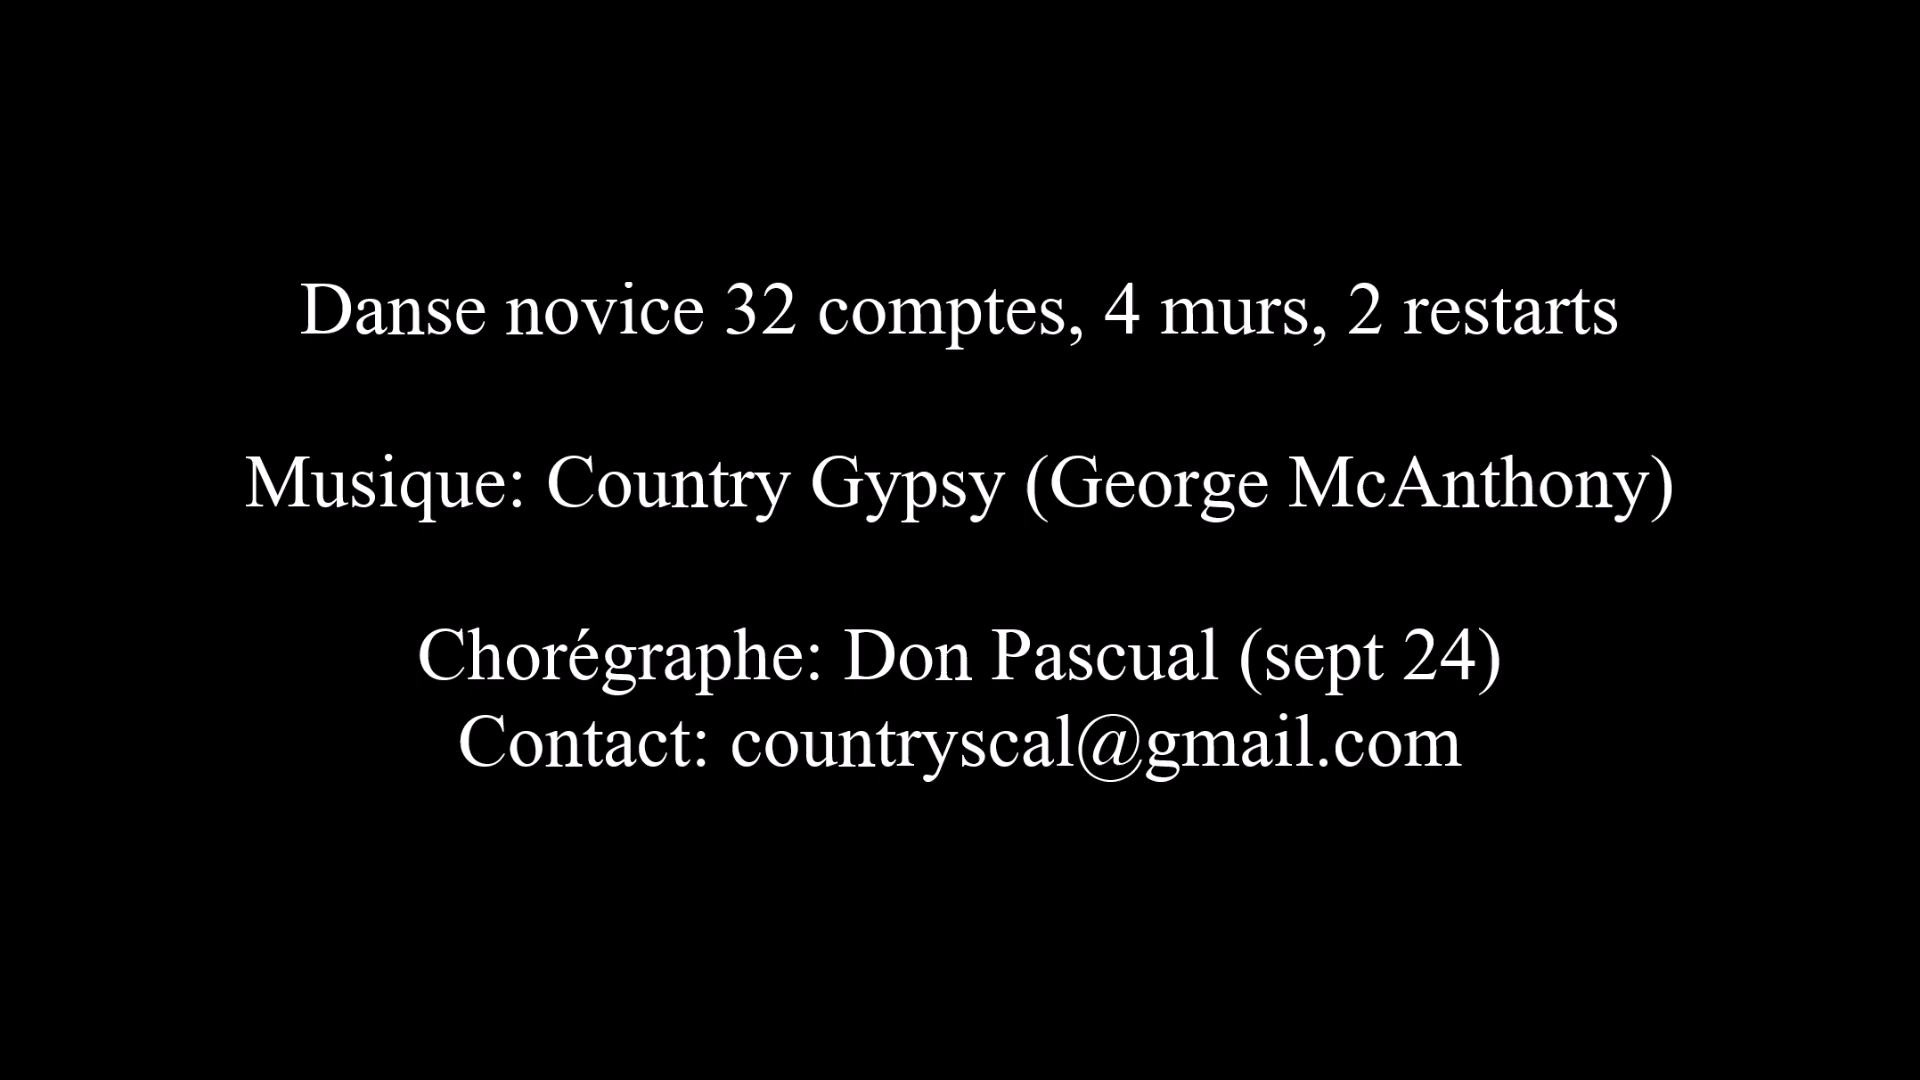 Danse novice 32 comptes, 4 murs, 2 restarts
Musique: Country Gypsy (George McAnthony)
Chorégraphe: Don Pascual (sept 24)
Contact: countryscal@gmail.com